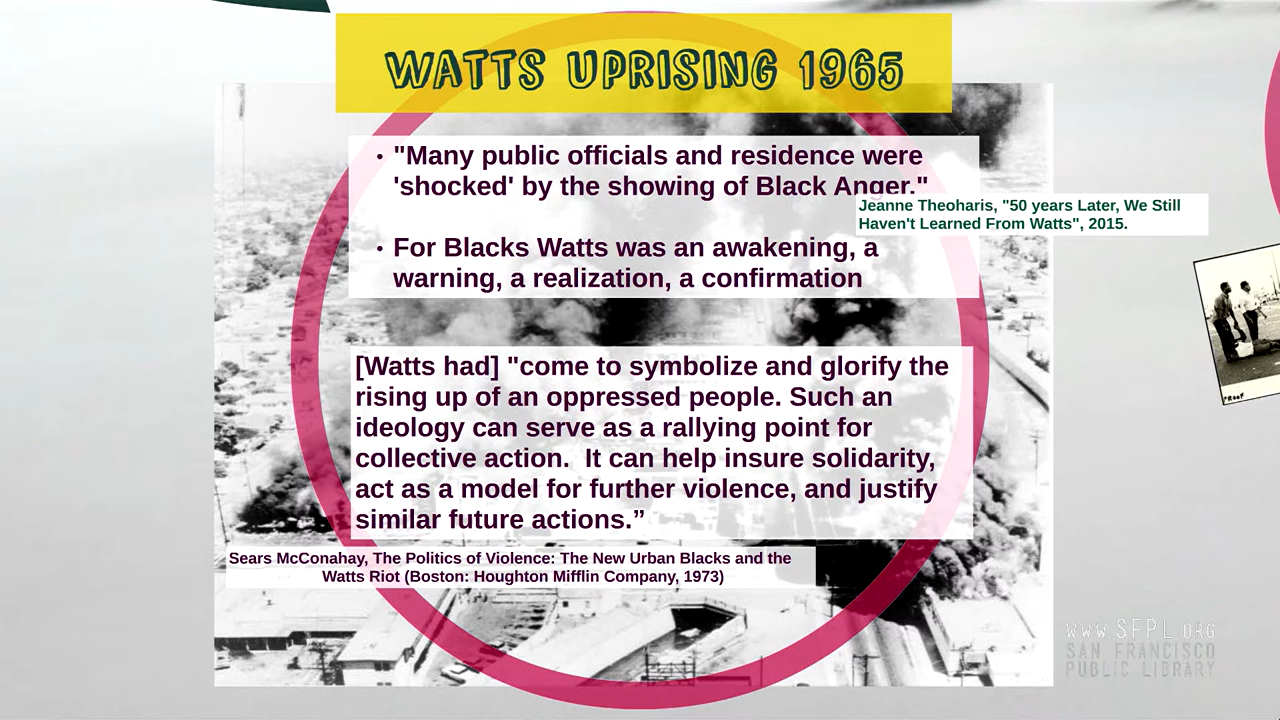 WATTS UPRISING 1965
• "Many public officials and residence were
'shocked' by the showing of Black Anger."
Jeanne Theoharis, "50 years Later, We Still
Haven't Learned From Watts", 2015.
• For Blacks Watts was an awakening, a
warning, a realization, a confirmation
[Watts had] "come to symbolize and glorify the
rising up of an oppressed people. Such an
ideology can serve as a rallying point for
collective action.  It can help insure solidarity,
act as a model for further violence, and justify
similar future actions.”
Sears McConahay, The Politics of Violence: The New Urban Blacks and the
Watts Riot (Boston: Houghton Mifflin Company, 1973)
WWW.SFPL.ORG
SAN FRANCISCO
PUBLIC LIBRARY